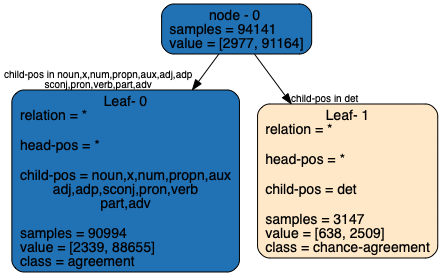 node - 0
samples = 94141
value = [2977, 91164]
child-pos in noun,x,num,propn,aux,adj,adp
sconj,pron,verb,part,adv
child-pos in det
Leaf- 0
relation = *
head-pos = *
child-pos = noun,x,num,propn,aux
adj,adp,sconj,pron,verb
part,adv
samples = 90994
value = [2339, 88655]
class = agreement
Leaf- 1
relation = *
head-pos = *
child-pos = det
samples = 3147
value = [638, 2509]
class = chance-agreement